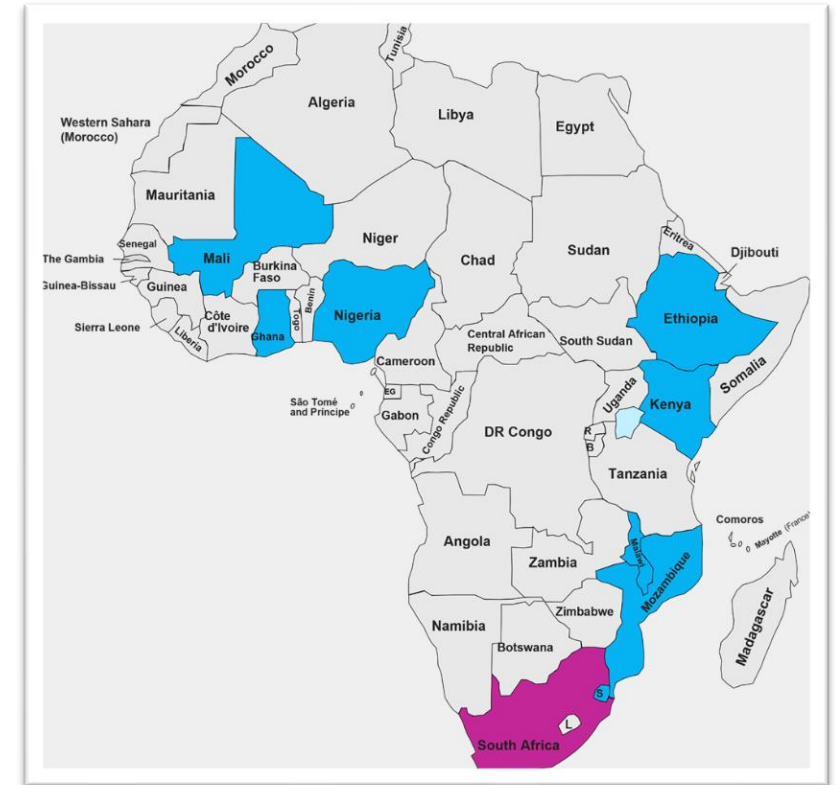 Tunisia
Morocco
Algeria
Libya
Egypt
Western Sahara
(Morocco)
Mauritania
Mali
Niger
Chad
Sudan
Eritrea
Djibouti
Senegal
The Gambia
Guinea-Bissau
Guinea
Burkina
Faso
Benin
Togo
Nigeria
Ethiopia
Sierra Leone
Liberia
Côte
d'Ivoire
Ghana
Cameroon
Central African
Republic
South Sudan
Somalia
São Tomé
and Príncipe
EG
Gabon
Congo Republic
DR Congo
Uganda
Kenya
R
B
Tanzania
Comoros
Mayotte (France)
Angola
Zambia
Malawi
Mozambique
Zimbabwe
Namibia
Botswana
Madagascar
S
L
South Africa